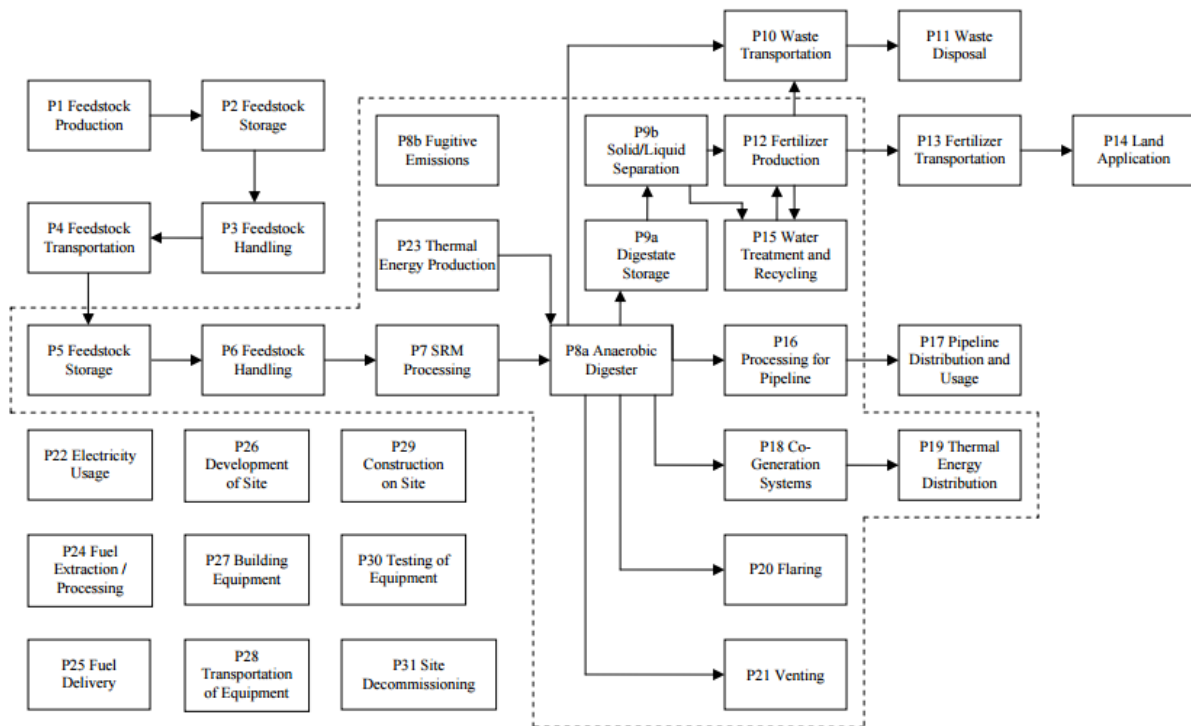 P10 Waste
Transportation
P11 Waste
Disposal
P1 Feedstock
Production
P2 Feedstock
Storage
P8b Fugitive
Emissions
P9b
Solid/Liquid
Separation
P12 Fertilizer
Production
P13 Fertilizer
Transportation
P14 Land
Application
P4 Feedstock
Transportation
P3 Feedstock
Handling
P23 Thermal
Energy Production
P9a
Digestate
Storage
P15 Water
Treatment and
Recycling
P5 Feedstock
Storage
P6 Feedstock
Handling
P7 SRM
Processing
P8a Anaerobic
Digester
P16
Processing for
Pipeline
P17 Pipeline
Distribution and
Usage
P22 Electricity
Usage
P26
Development
of Site
P29
Construction
on Site
P18 Co-
Generation
Systems
P19 Thermal
Energy
Distribution
P24 Fuel
Extraction /
Processing
P27 Building
Equipment
P30 Testing of
Equipment
P20 Flaring
P25 Fuel
Delivery
P28
Transportation
of Equipment
P31 Site
Decommissioning
P21 Venting